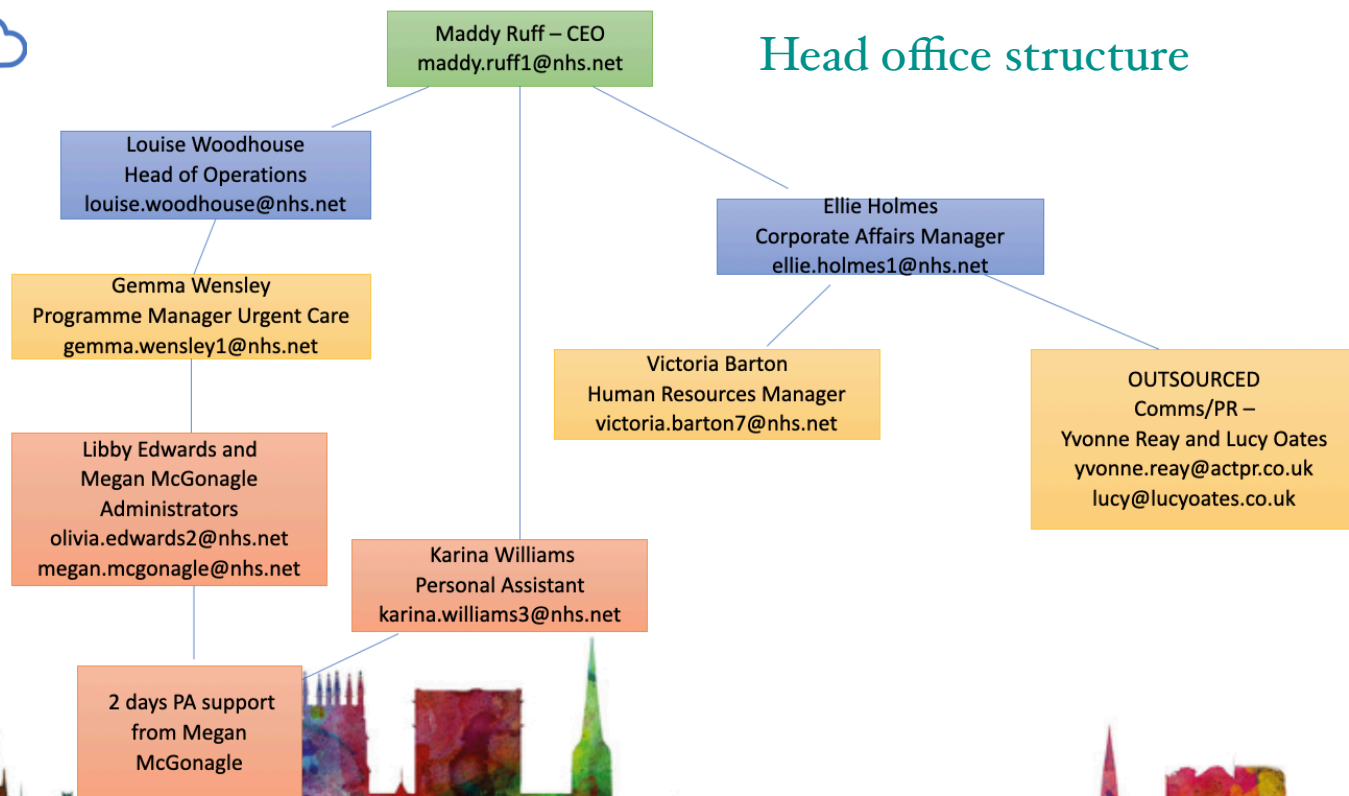 Head office structure
Maddy Ruff – CEO
maddy.ruff1@nhs.net
Louise Woodhouse
Head of Operations
louise.woodhouse@nhs.net
Ellie Holmes
Corporate Affairs Manager
ellie.holmes1@nhs.net
Gemma Wensley
Programme Manager Urgent Care
gemma.wensley1@nhs.net
Victoria Barton
Human Resources Manager
victoria.barton7@nhs.net
OUTSOURCED
Comms/PR –
Yvonne Reay and Lucy Oates
yvonne.reay@actpr.co.uk
lucy@lucyoates.co.uk
Libby Edwards and
Megan McGonagle
Administrators
olivia.edwards2@nhs.net
megan.mcgonagle@nhs.net
Karina Williams
Personal Assistant
karina.williams3@nhs.net
2 days PA support
from Megan
McGonagle